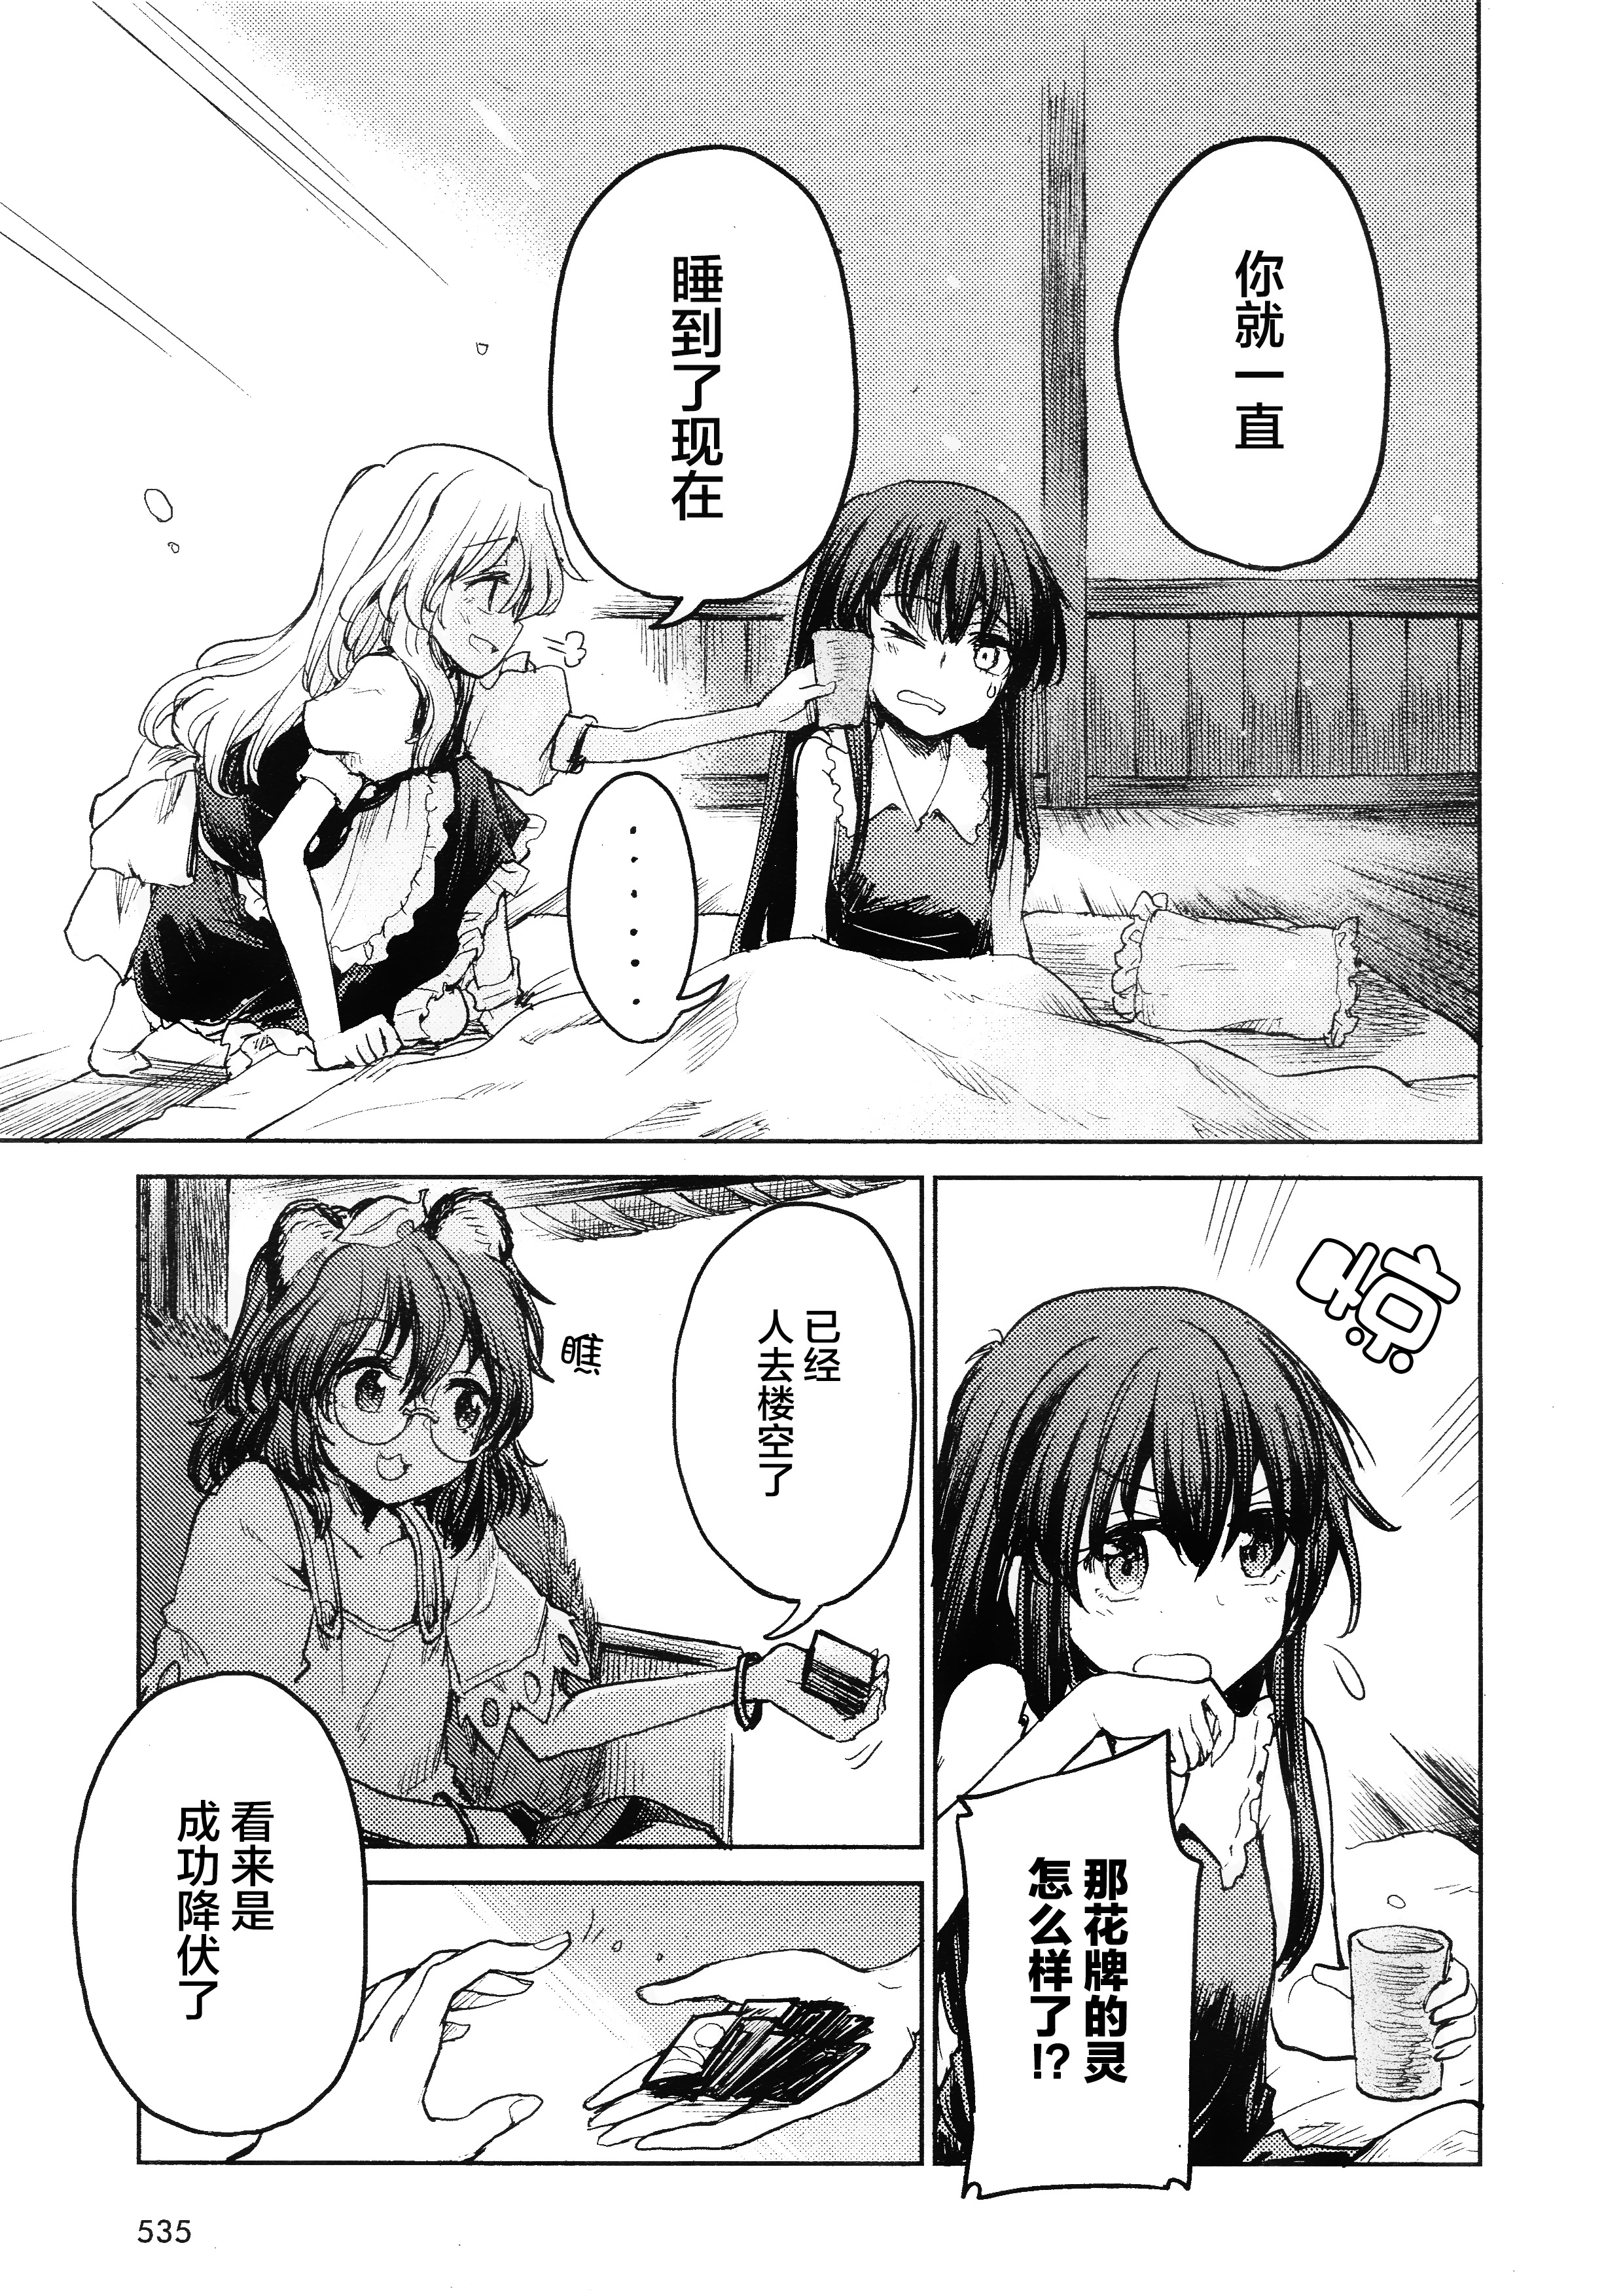 你就一直
睡到了现在
……
惊
那花牌的灵
怎么样了!?
已经
人去楼空了
瞧
看来是
成功降伏了
535